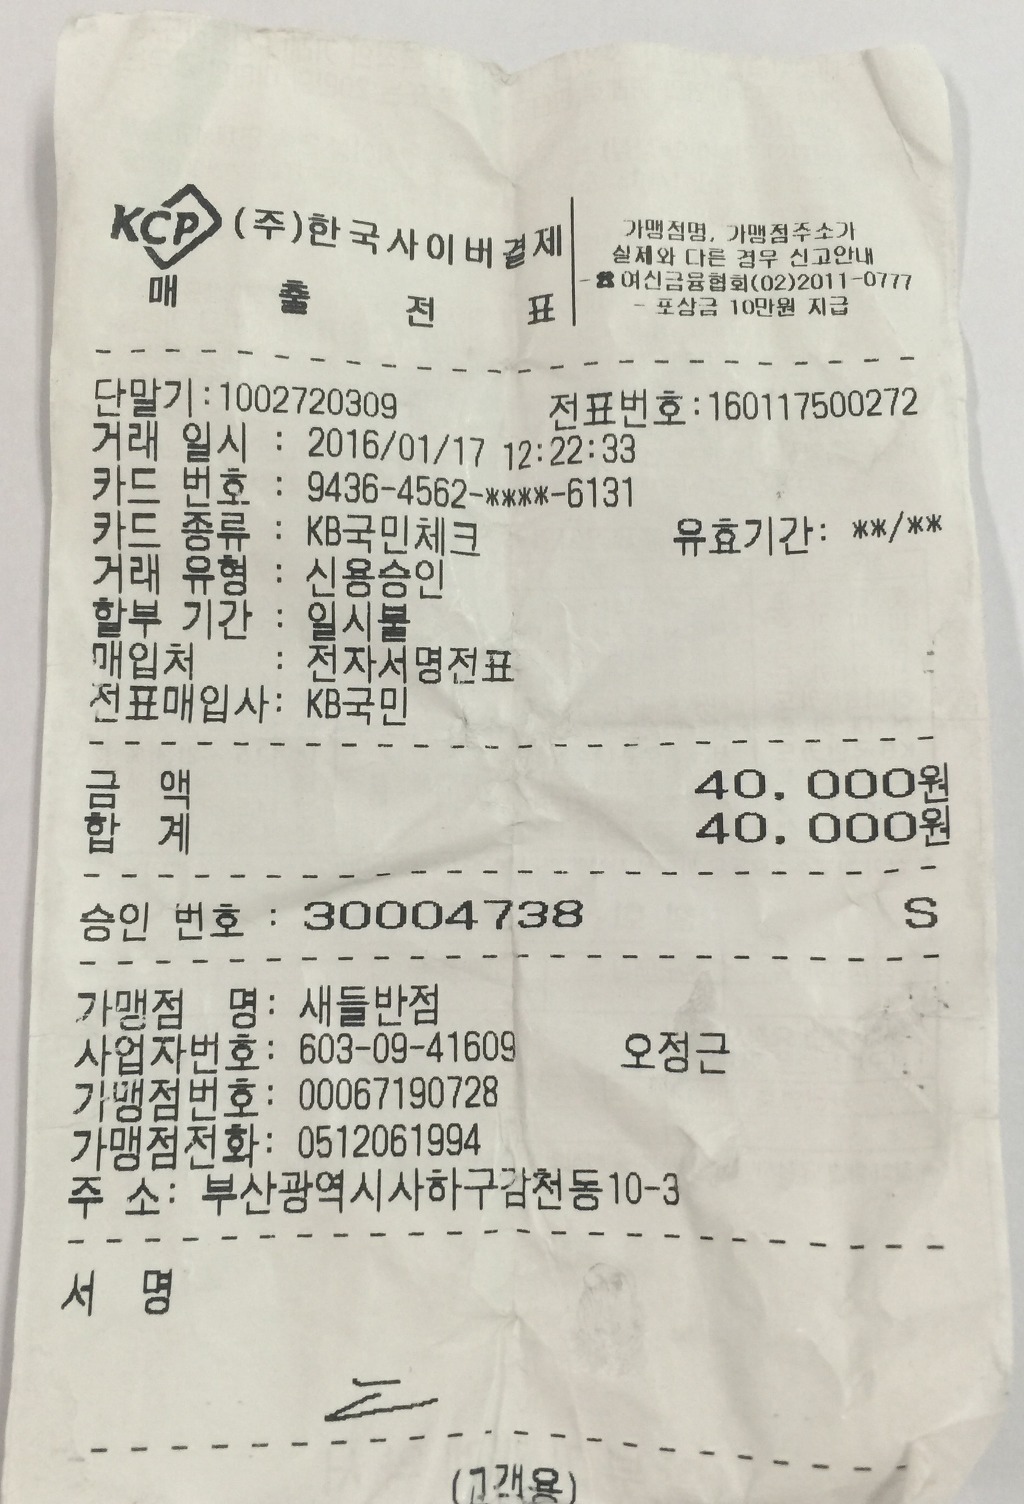 KCP (주)한국사이버결제
매 출 전 표
가맹점명, 가맹점주소가
실제와 다른 경우 신고안내
-☎여신금융협회(02)2011-0777
- 포상금 10만원 지급
단말기:1002720309 전표번호:160117500272
거래 일시 : 2016/01/17 12:22:33
카드 번호 : 9436-4562-****-6131
카드 종류 : KB국민체크 유효기간: **/**
거래 유형 : 신용승인
할부 기간 : 일시불
매입처 : 전자서명전표
전표매입사: KB국민
금 액 40,000원
합 계 40,000원
승인 번호 : 30004738 S
가맹점 명: 새들반점
사업자번호: 603-09-41609 오정근
가맹점번호: 00067190728
가맹점전화: 0512061994
주 소: 부산광역시사하구감천동10-3
서 명
(고객용)